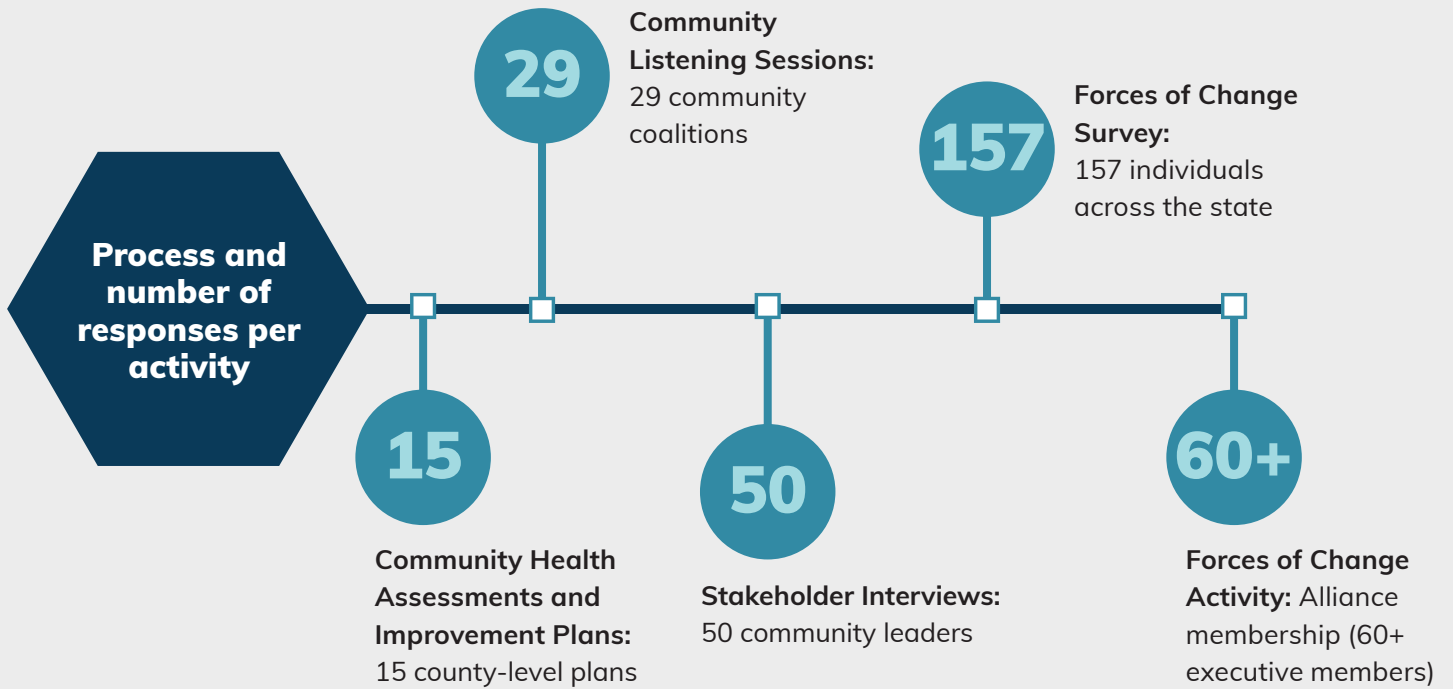 Process and
number of
responses per
activity
15
Community Health
Assessments and
Improvement Plans:
15 county-level plans
29
Community
Listening Sessions:
29 community
coalitions
50
Stakeholder Interviews:
50 community leaders
157
Forces of Change
Survey:
157 individuals
across the state
60+
Forces of Change
Activity: Alliance
membership (60+
executive members)